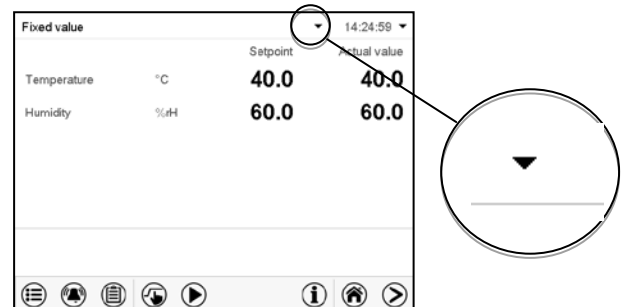 Fixed value 14:24:59
Setpoint Actual value
Temperature °C 40.0 40.0
Humidity %rH 60.0 60.0